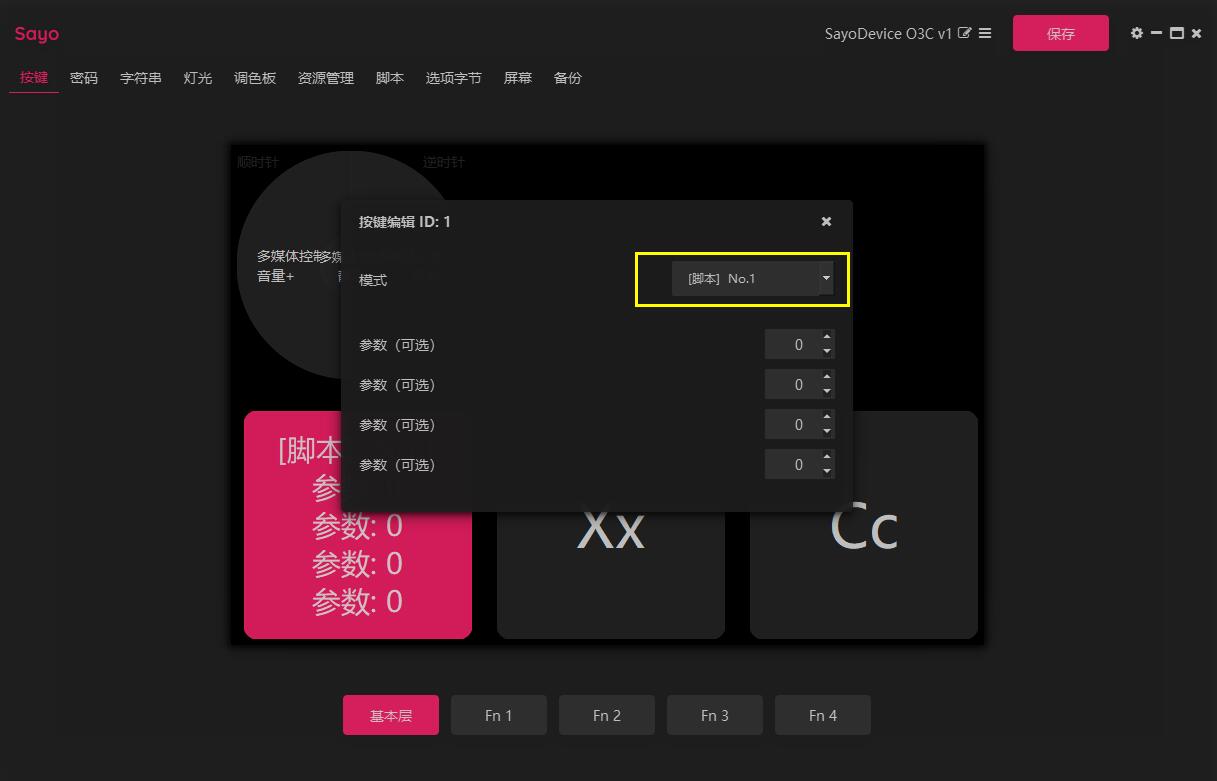 Sayo
SayoDevice O3C v1
保存
按键 密码 字符串 灯光 调色板 资源管理 脚本 选项字节 屏幕 备份
顺时针 逆时针
按键编辑 ID: 1
多媒体控制多媒
音量+
模式
[脚本] No.1
参数（可选） 0
参数（可选） 0
参数（可选） 0
参数（可选） 0
[脚本
参
参数: 0
参数: 0
参数: 0
Xx
Cc
基本层 Fn 1 Fn 2 Fn 3 Fn 4